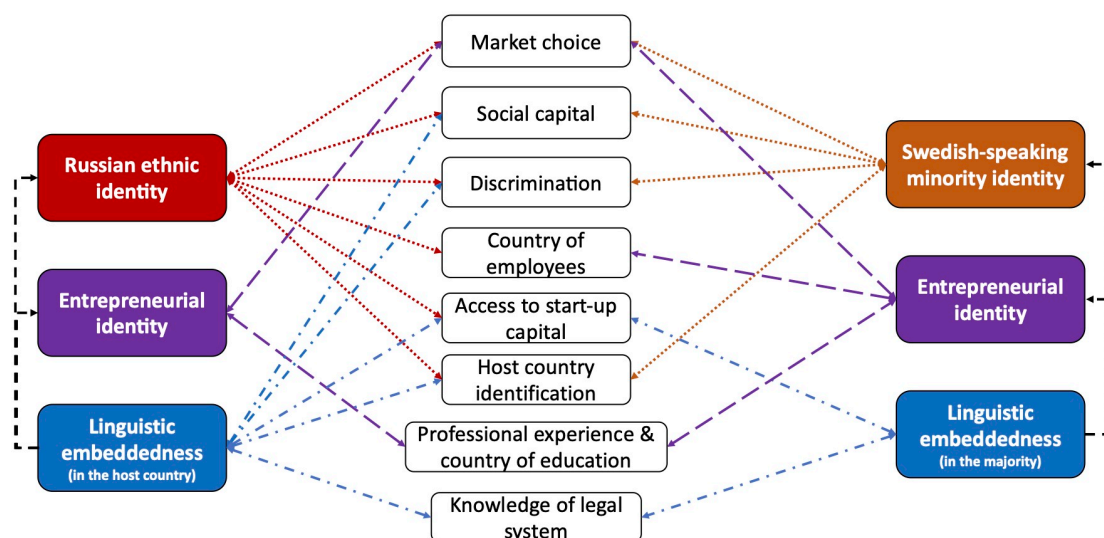 Market choice
Social capital
Discrimination
Country of
employees
Access to start-up
capital
Host country
identification
Professional experience &
country of education
Knowledge of legal
system
Russian ethnic
identity
Entrepreneurial
identity
Linguistic
embeddedness
(in the host country)
Swedish-speaking
minority identity
Entrepreneurial
identity
Linguistic
embeddedness
(in the majority)